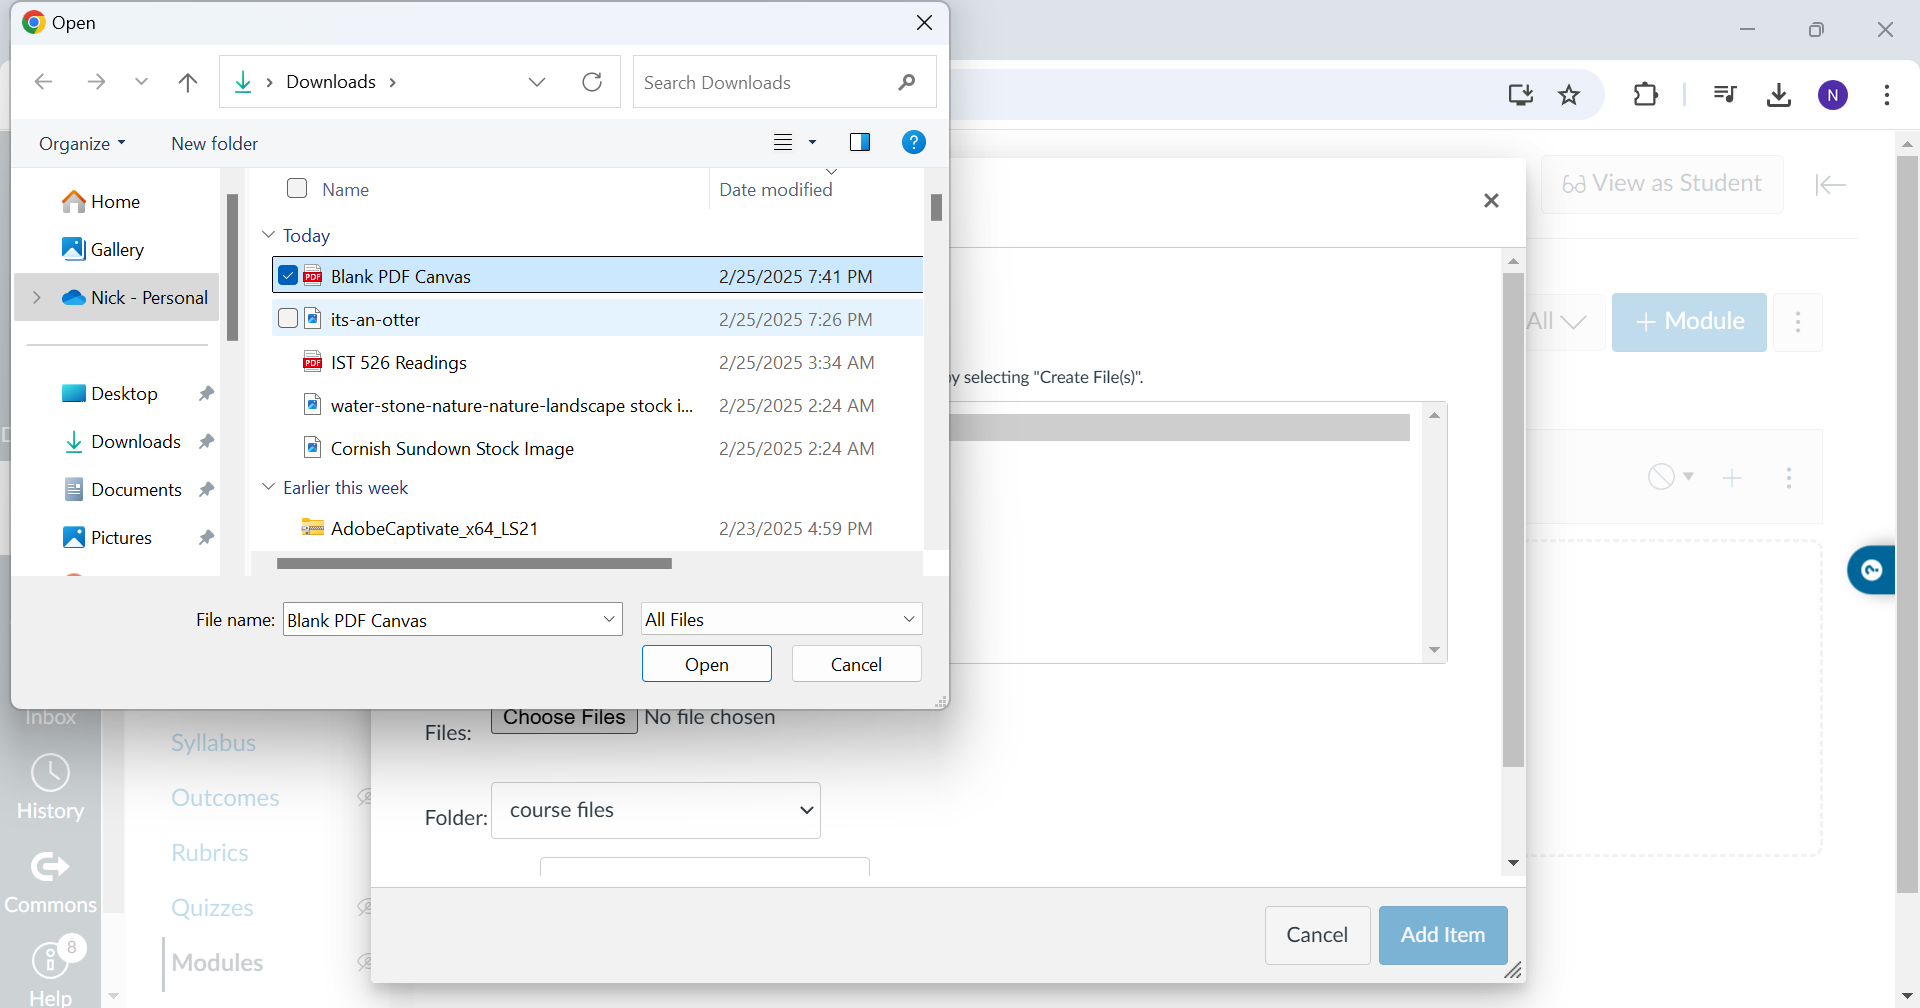 Open
Downloads
Search Downloads
N
Organize
New folder
?
Home
Gallery
Nick - Personal
Desktop
Downloads
Documents
Pictures
Name
Date modified
Today
Blank PDF Canvas 2/25/2025 7:41 PM
its-an-otter 2/25/2025 7:26 PM
IST 526 Readings 2/25/2025 3:34 AM
water-stone-nature-nature-landscape stock i... 2/25/2025 2:24 AM
Cornish Sundown Stock Image 2/25/2025 2:24 AM
Earlier this week
AdobeCaptivate_x64_LS21 2/23/2025 4:59 PM
File name: Blank PDF Canvas
All Files
Open
Cancel
View as Student
All
+ Module
y selecting "Create File(s)".
Files: Choose Files No file chosen
Folder: course files
Cancel
Add Item
Inbox
History
Commons
8
Help
Syllabus
Outcomes
Rubrics
Quizzes
Modules